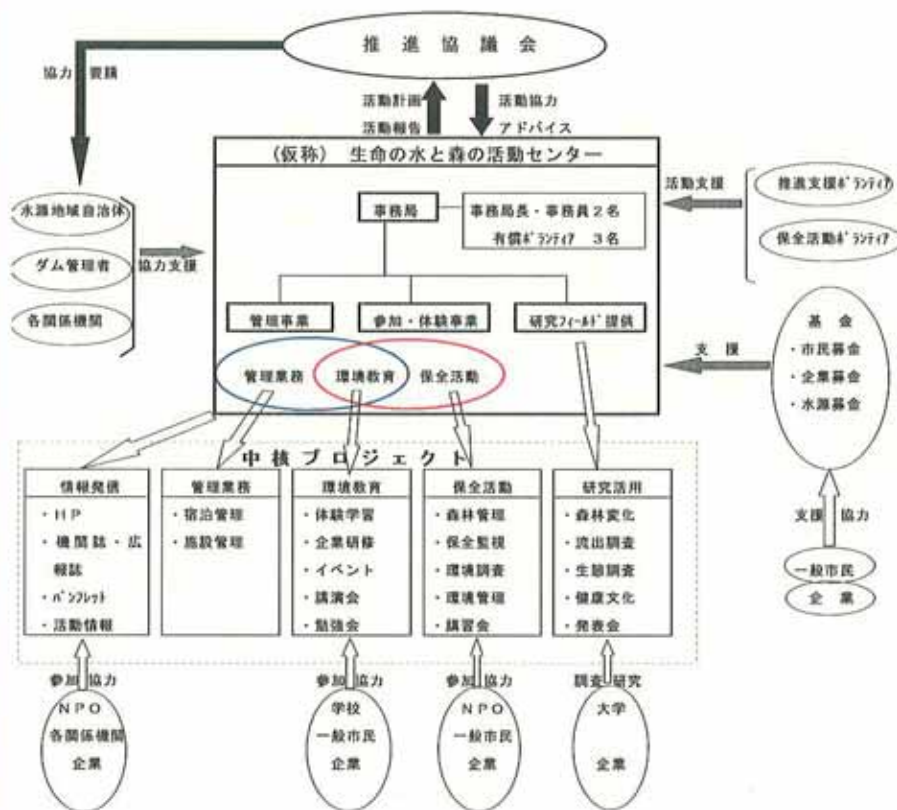 推進協議会
協力 要請
活動計画
活動報告
活動協力
アドバイス
(仮称) 生命の水と森の活動センター
事務局
事務局長・事務員2名
有償ボランティア 3名
管理事業
参加・体験事業
研究フィールド提供
管理業務
環境教育
保全活動
水源地域自治体
ダム管理者
各関係機関
協力支援
活動支援
推進支援ボランティア
保全活動ボランティア
支援
基金
・市民募金
・企業募金
・水源募金
支援 協力
一般市民
企業
中核プロジェクト
情報発信
・HP
・機関誌・広
報誌
・パンフレット
・活動情報
管理業務
・宿泊管理
・施設管理
環境教育
・体験学習
・企業研修
・イベント
・講演会
・勉強会
保全活動
・森林管理
・保全監視
・環境調査
・環境管理
・講習会
研究活用
・森林変化
・流出調査
・生態調査
・健康文化
・発表会
参加 協力
NPO
各関係機関
企業
参加 協力
学校
一般市民
企業
参加 協力
NPO
一般市民
企業
調査 研究
大学
企業